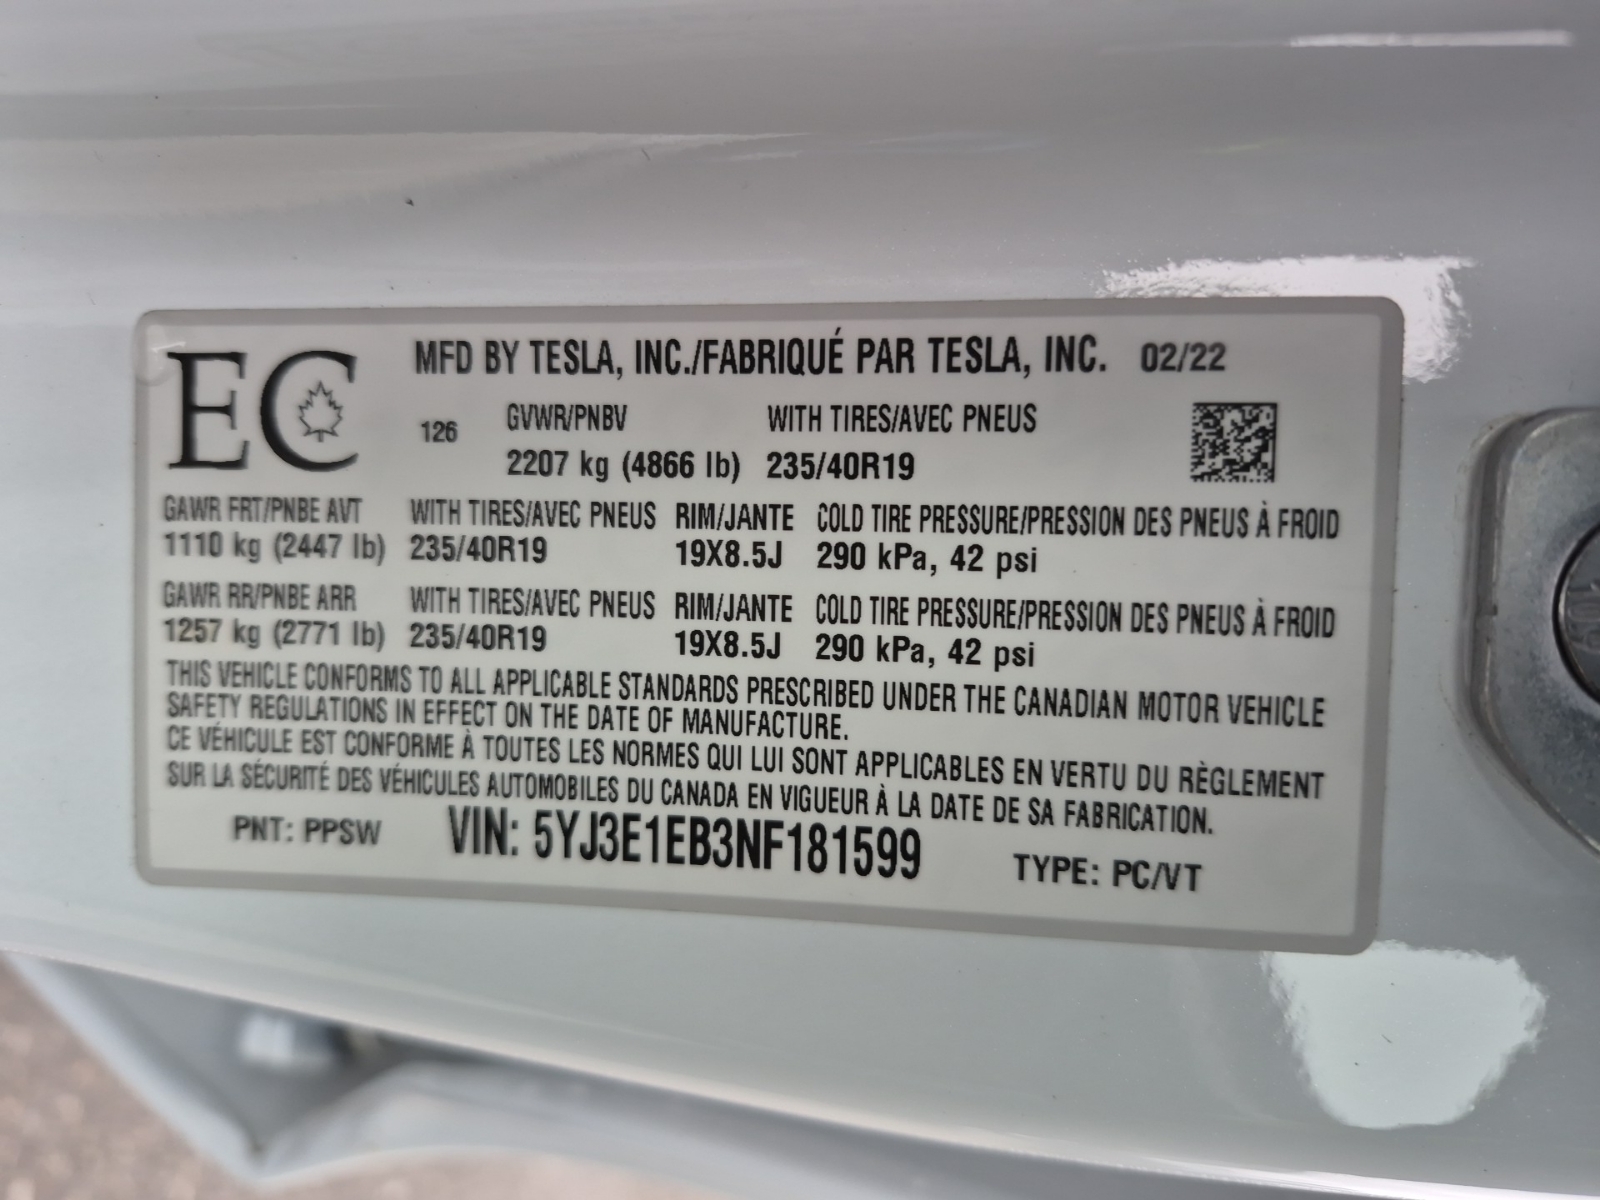 EC
MFD BY TESLA, INC./FABRIQUÉ PAR TESLA, INC. 02/22
126 GVWR/PNBV WITH TIRES/AVEC PNEUS
2207 kg (4866 lb) 235/40R19
GAWR FRT/PNBE AVT WITH TIRES/AVEC PNEUS RIM/JANTE COLD TIRE PRESSURE/PRESSION DES PNEUS À FROID
1110 kg (2447 lb) 235/40R19 19X8.5J 290 kPa, 42 psi
GAWR RR/PNBE ARR WITH TIRES/AVEC PNEUS RIM/JANTE COLD TIRE PRESSURE/PRESSION DES PNEUS À FROID
1257 kg (2771 lb) 235/40R19 19X8.5J 290 kPa, 42 psi
THIS VEHICLE CONFORMS TO ALL APPLICABLE STANDARDS PRESCRIBED UNDER THE CANADIAN MOTOR VEHICLE
SAFETY REGULATIONS IN EFFECT ON THE DATE OF MANUFACTURE.
CE VÉHICULE EST CONFORME À TOUTES LES NORMES QUI LUI SONT APPLICABLES EN VERTU DU RÈGLEMENT
SUR LA SÉCURITÉ DES VÉHICULES AUTOMOBILES DU CANADA EN VIGUEUR À LA DATE DE SA FABRICATION.
PNT: PPSW VIN: 5YJ3E1EB3NF181599 TYPE: PC/VT